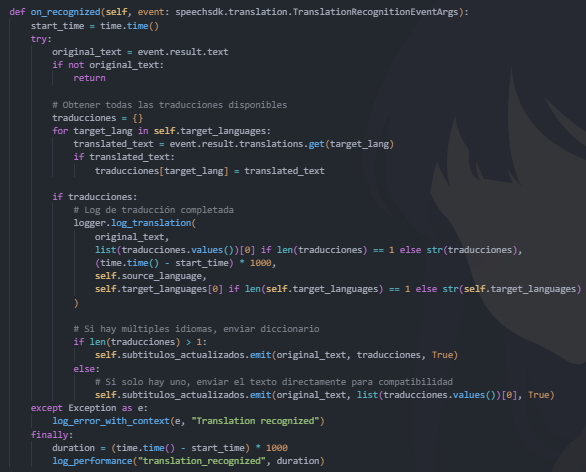 def on_recognized(self, event: speechsdk.translation.TranslationRecognitionEventArgs):
    start_time = time.time()
    try:
        original_text = event.result.text
        if not original_text:
            return

        # Obtener todas las traducciones disponibles
        traducciones = {}
        for target_lang in self.target_languages:
            translated_text = event.result.translations.get(target_lang)
            if translated_text:
                traducciones[target_lang] = translated_text

        if traducciones:
            # Log de traducción completada
            logger.log_translation(
                original_text,
                list(traducciones.values())[0] if len(traducciones) == 1 else str(traducciones),
                (time.time() - start_time) * 1000,
                self.source_language,
                self.target_languages[0] if len(self.target_languages) == 1 else str(self.target_languages)
            )

            # Si hay múltiples idiomas, enviar diccionario
            if len(traducciones) > 1:
                self.subtitulos_actualizados.emit(original_text, traducciones, True)
            else:
                # Si solo hay uno, enviar el texto directamente para compatibilidad
                self.subtitulos_actualizados.emit(original_text, list(traducciones.values())[0], True)
    except Exception as e:
        log_error_with_context(e, "Translation recognized")
    finally:
        duration = (time.time() - start_time) * 1000
        log_performance("translation_recognized", duration)